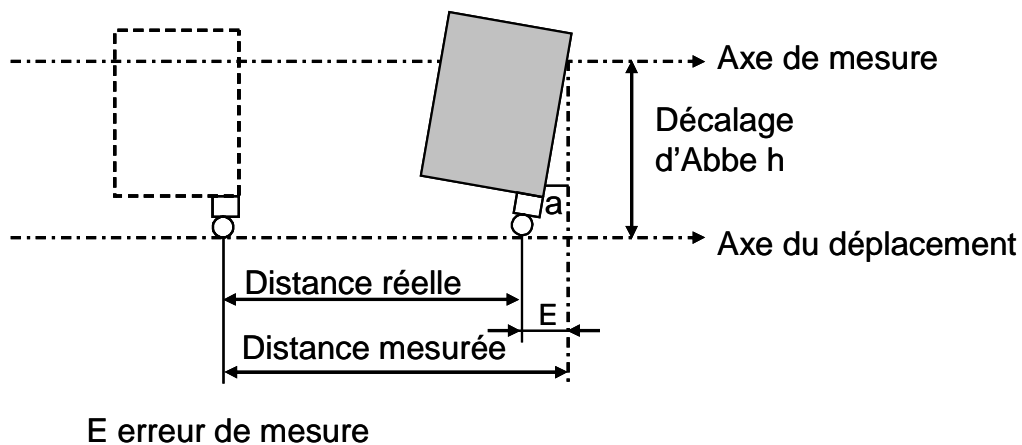 Axe de mesure
Décalage
d'Abbe h
a
Axe du déplacement
Distance réelle
E
Distance mesurée
E erreur de mesure